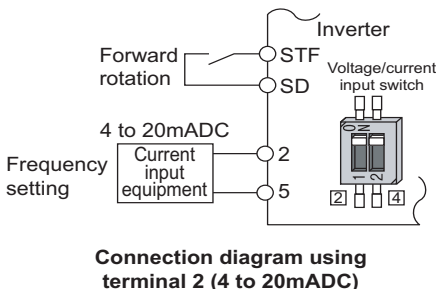 Inverter
Forward
rotation
STF
SD
Voltage/current
input switch
4 to 20mADC
Frequency
setting
Current
input
equipment
2
5
ON
1 2
2
4
Connection diagram using
terminal 2 (4 to 20mADC)